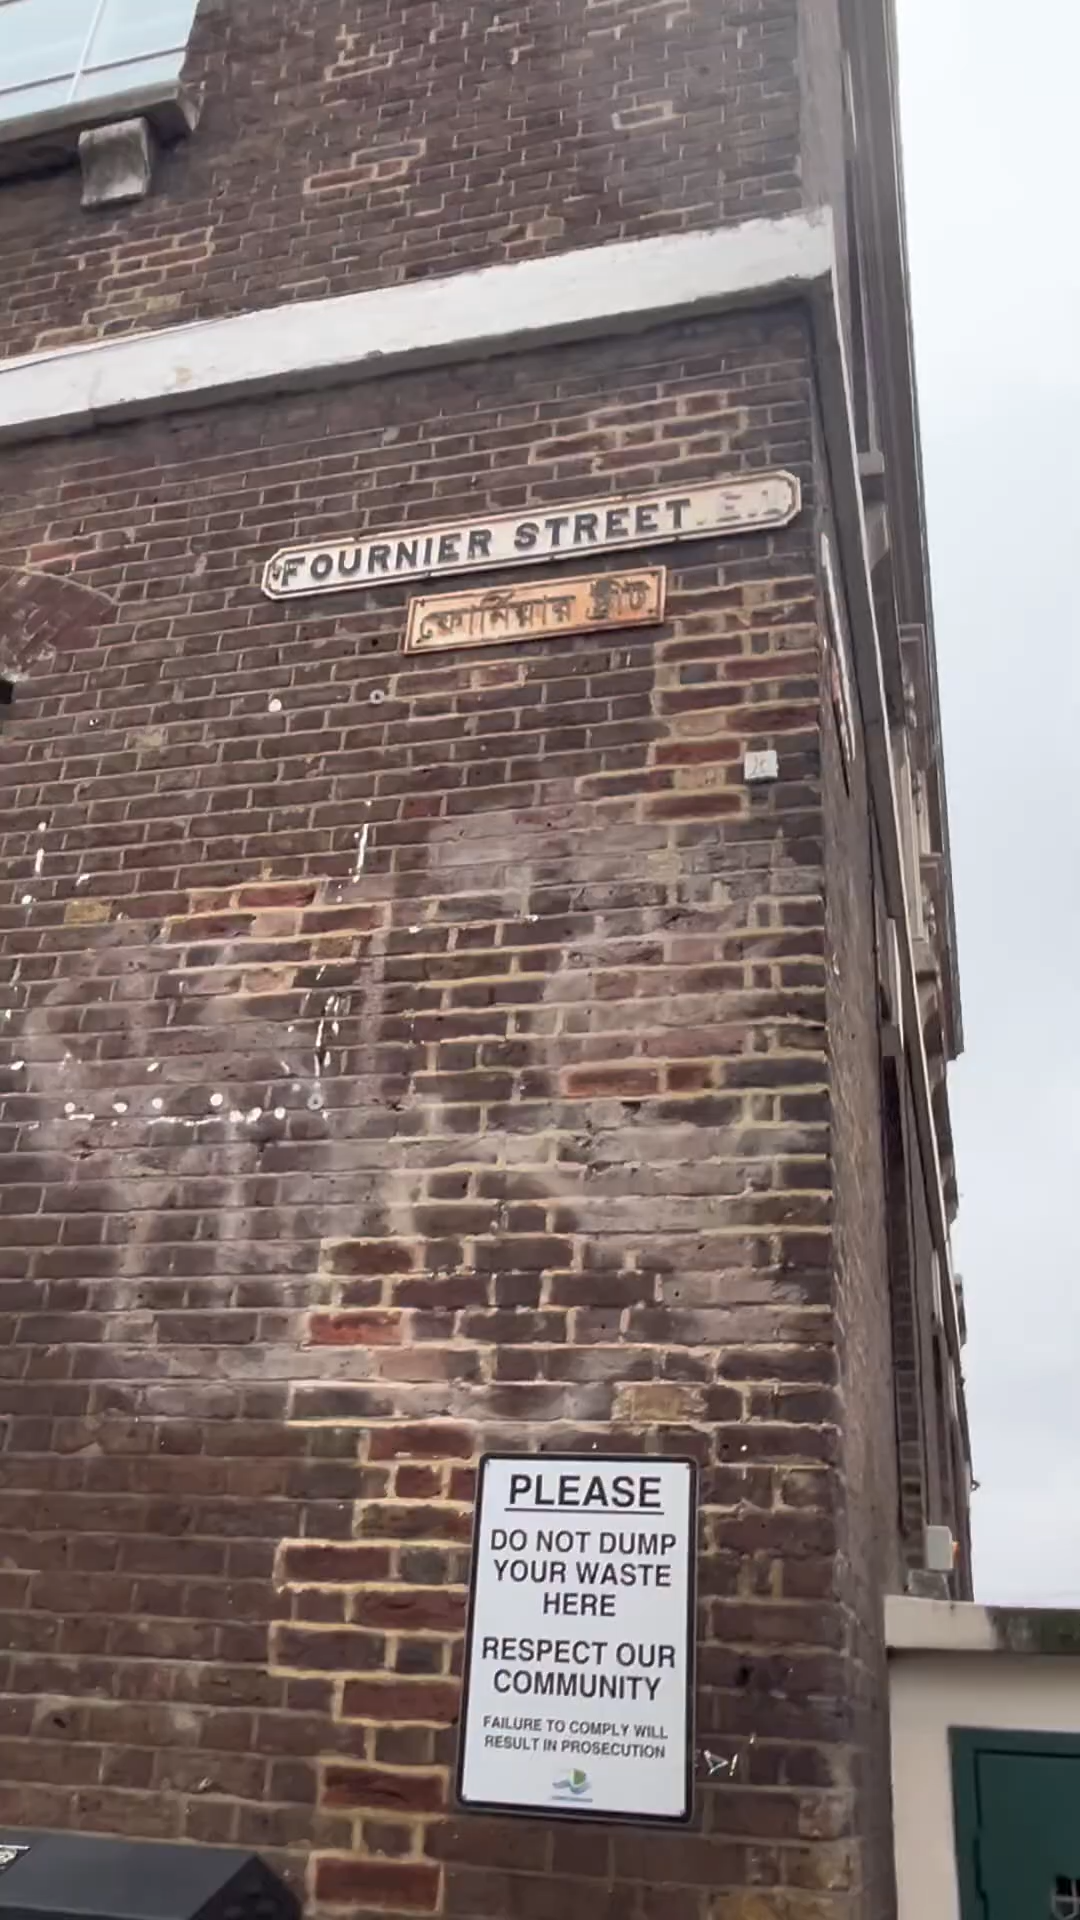 FOURNIER STREET. E.1
ফোর্নিয়ার স্ট্রীট
PLEASE
DO NOT DUMP
YOUR WASTE
HERE
RESPECT OUR
COMMUNITY
FAILURE TO COMPLY WILL
RESULT IN PROSECUTION